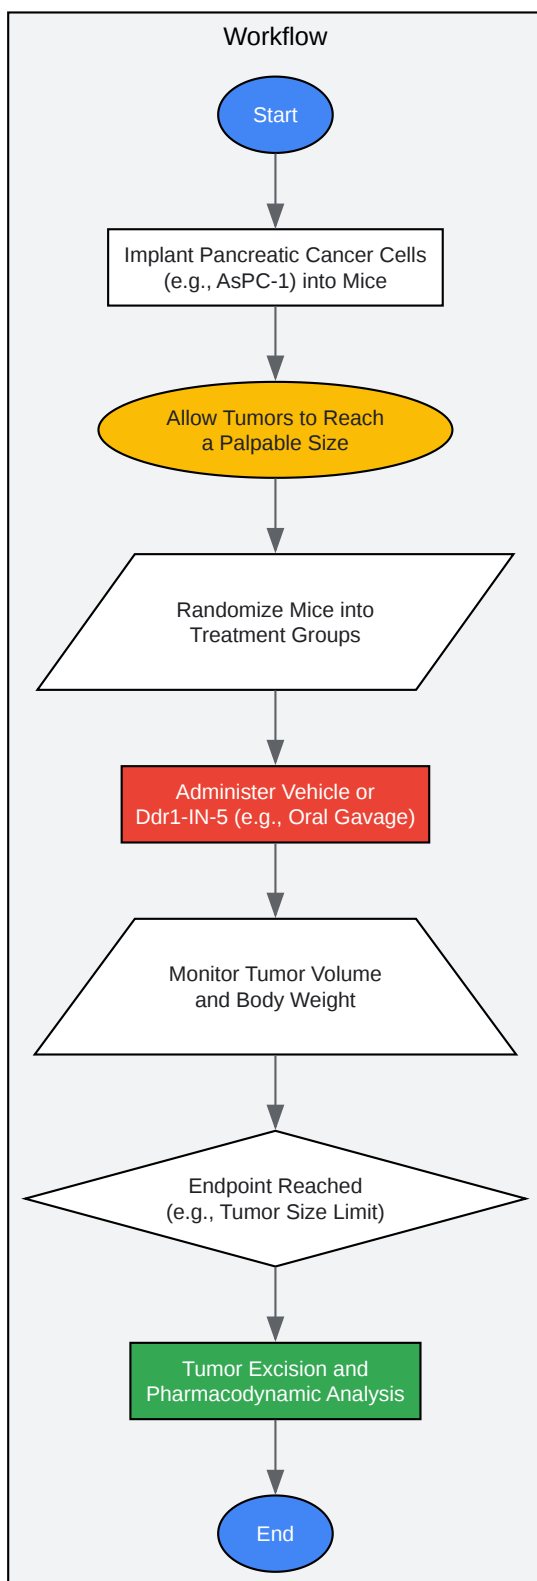 Workflow
Start
Implant Pancreatic Cancer Cells
(e.g., AsPC-1) into Mice
Allow Tumors to Reach
a Palpable Size
Randomize Mice into
Treatment Groups
Administer Vehicle or
Ddr1-IN-5 (e.g., Oral Gavage)
Monitor Tumor Volume
and Body Weight
Endpoint Reached
(e.g., Tumor Size Limit)
Tumor Excision and
Pharmacodynamic Analysis
End